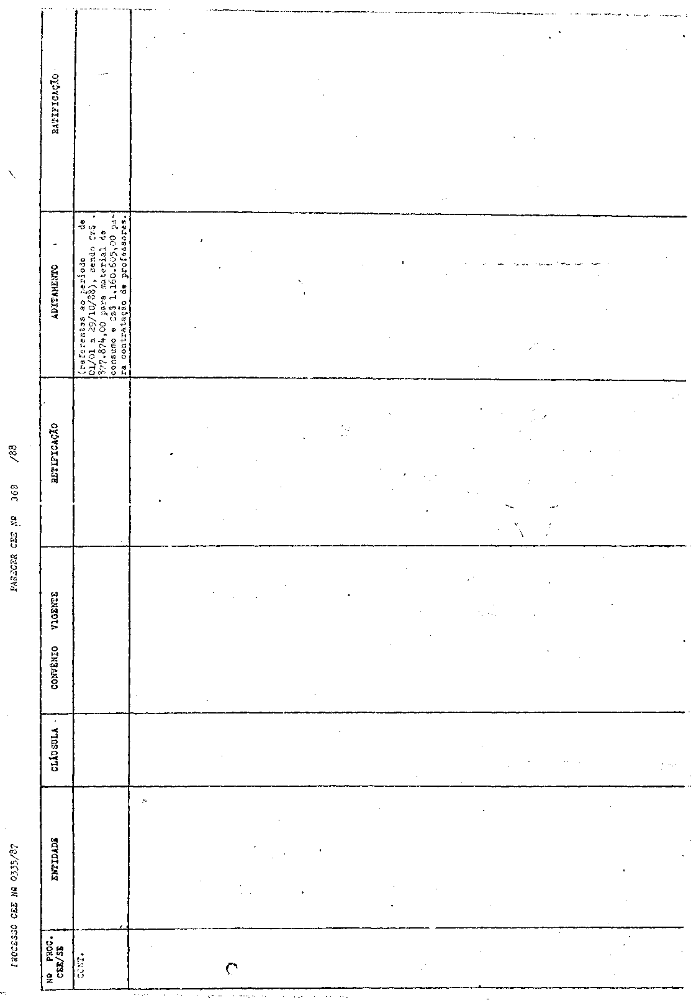 PROCESSO CEE Nº 0335/87 PARECER CEE Nº 368 /88
Nº PROC. CEE/SE
ENTIDADE
CLÁUSULA
CONVÊNIO VIGENTE
RETIFICAÇÃO
ADITAMENTO
RATIFICAÇÃO
CONT.
(referentes ao período de
01/01 a 29/10/88), sendo CZ$
377.874,00 para material de
consumo e CZ$ 1.160.605,00 pa-
ra contratação de professores.